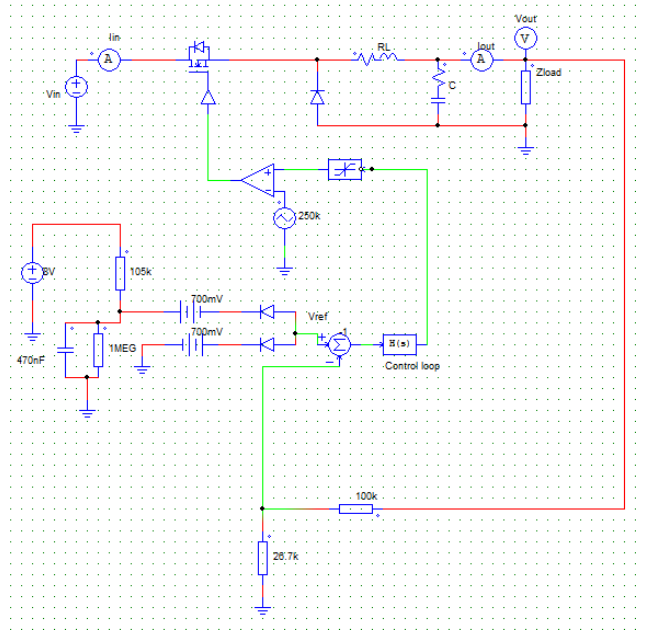 Vout
Iin
RL
Iout
A
A
V
Vin
C
Zload
250k
8V
105k
700mV
Vref
700mV
-1
470nF
1MEG
Σ
H(s)
Control loop
100k
26.7k